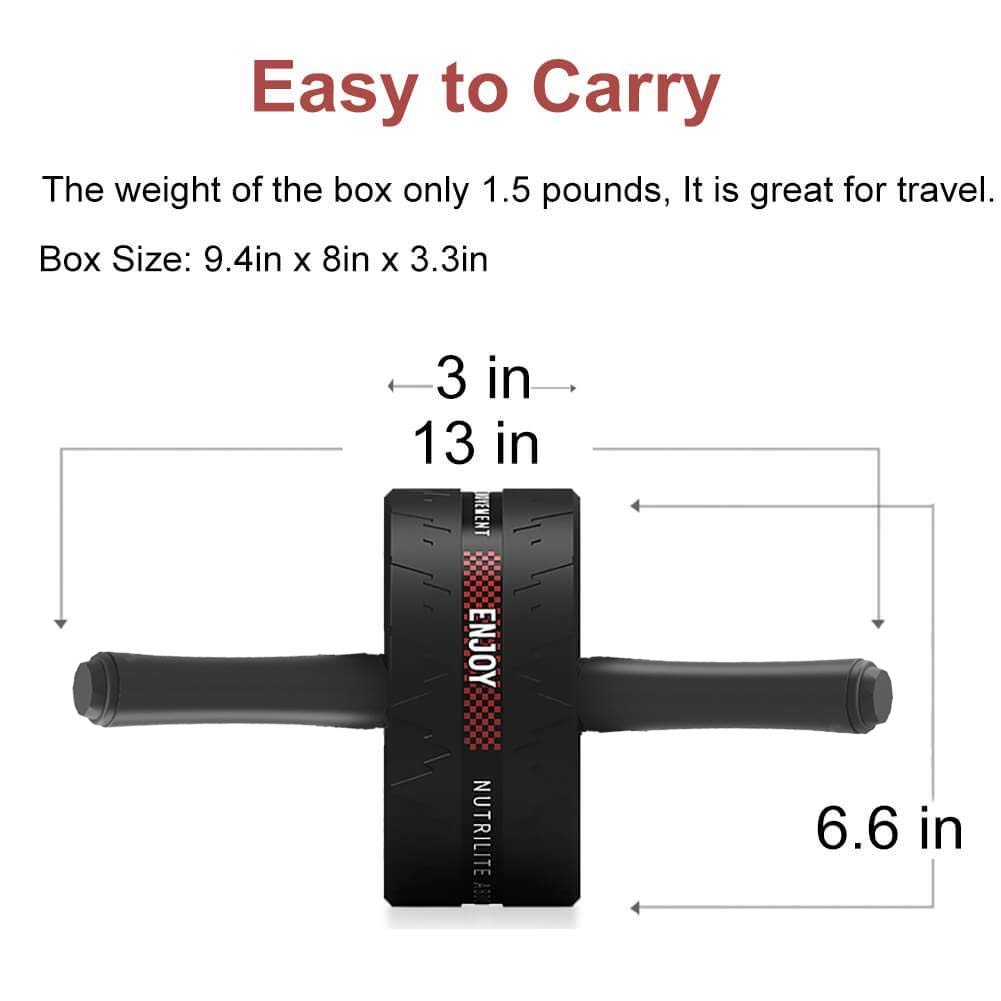 Easy to Carry
The weight of the box only 1.5 pounds, It is great for travel.
Box Size: 9.4in x 8in x 3.3in
3 in
13 in
ENJOY
NUTRILITE
6.6 in